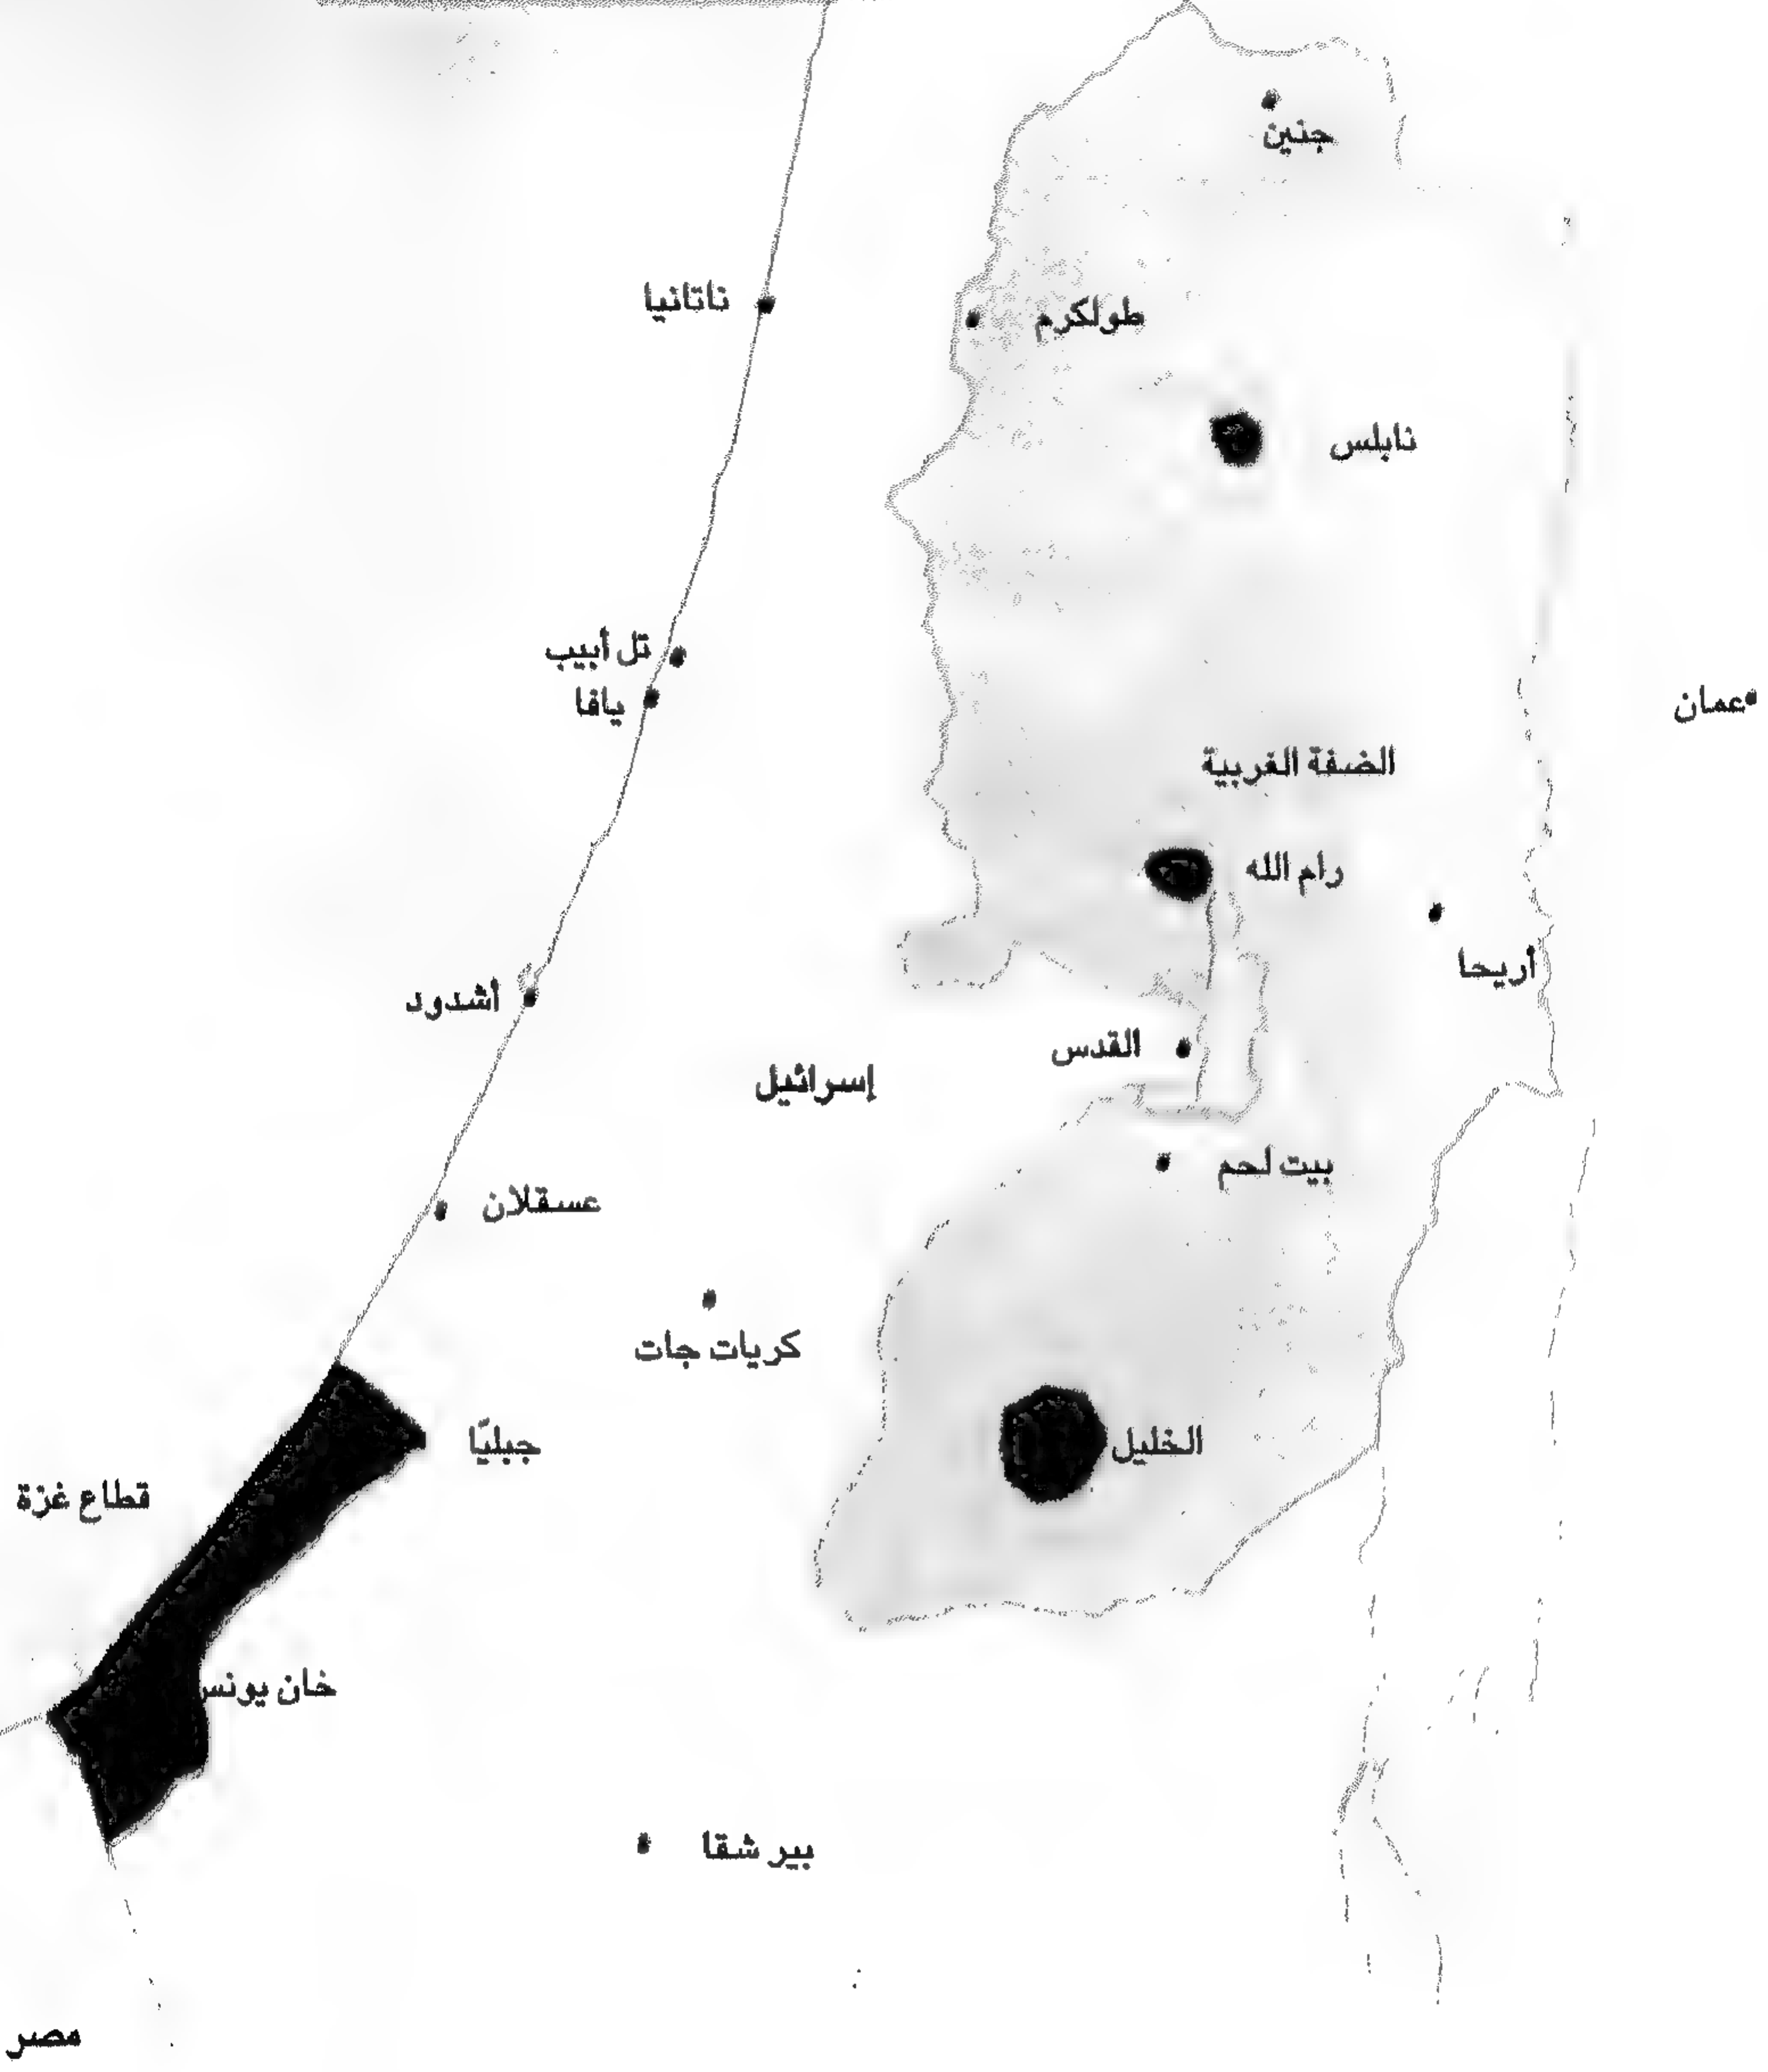 جنين
ناتانيا
طولكرم
نابلس
تل أبيب
يافا
عمان
الضفة الغربية
رام الله
أريحا
أشدود
القدس
إسرائيل
بيت لحم
عسقلان
كريات جات
الخليل
جبليّا
قطاع غزة
خان يونس
بير شقا
مصر